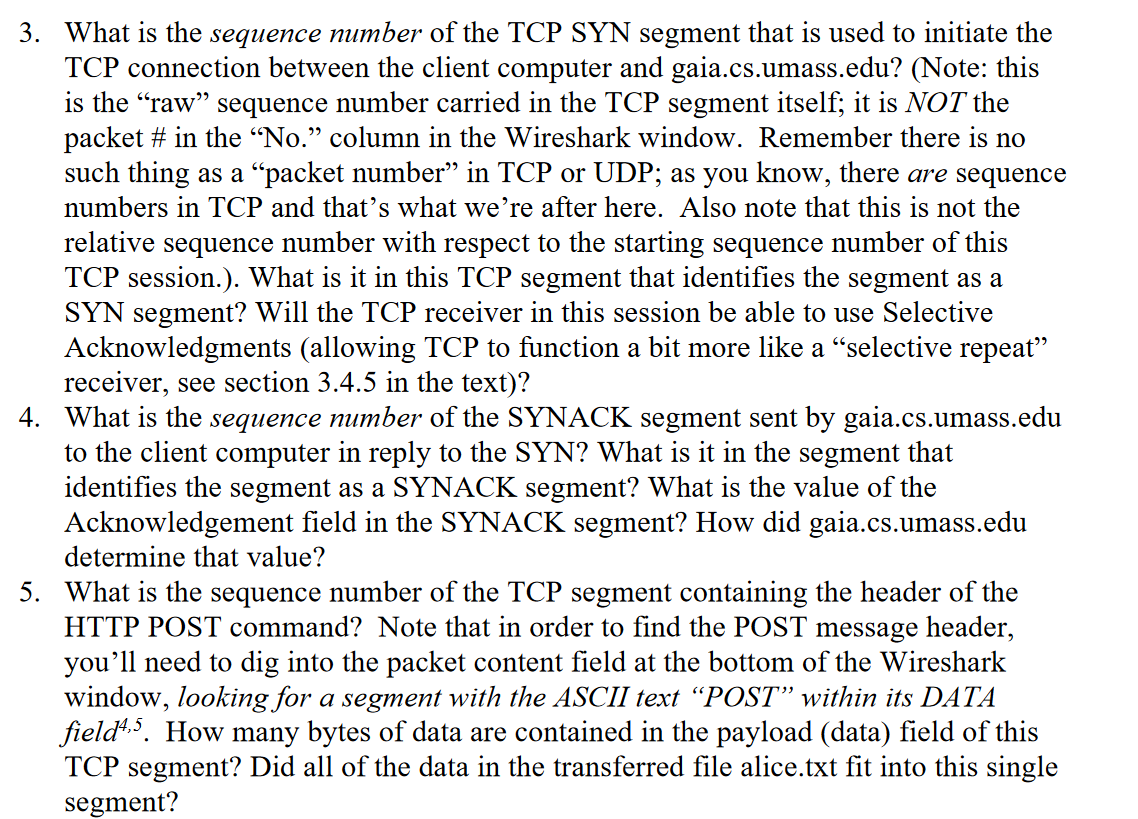 3. What is the sequence number of the TCP SYN segment that is used to initiate the
TCP connection between the client computer and gaia.cs.umass.edu? (Note: this
is the “raw” sequence number carried in the TCP segment itself; it is NOT the
packet # in the “No.” column in the Wireshark window.  Remember there is no
such thing as a “packet number” in TCP or UDP; as you know, there are sequence
numbers in TCP and that’s what we’re after here.  Also note that this is not the
relative sequence number with respect to the starting sequence number of this
TCP session.). What is it in this TCP segment that identifies the segment as a
SYN segment? Will the TCP receiver in this session be able to use Selective
Acknowledgments (allowing TCP to function a bit more like a “selective repeat”
receiver, see section 3.4.5 in the text)?
4. What is the sequence number of the SYNACK segment sent by gaia.cs.umass.edu
to the client computer in reply to the SYN? What is it in the segment that
identifies the segment as a SYNACK segment? What is the value of the
Acknowledgement field in the SYNACK segment? How did gaia.cs.umass.edu
determine that value?
5. What is the sequence number of the TCP segment containing the header of the
HTTP POST command?  Note that in order to find the POST message header,
you’ll need to dig into the packet content field at the bottom of the Wireshark
window, looking for a segment with the ASCII text “POST” within its DATA
field4,5.  How many bytes of data are contained in the payload (data) field of this
TCP segment? Did all of the data in the transferred file alice.txt fit into this single
segment?